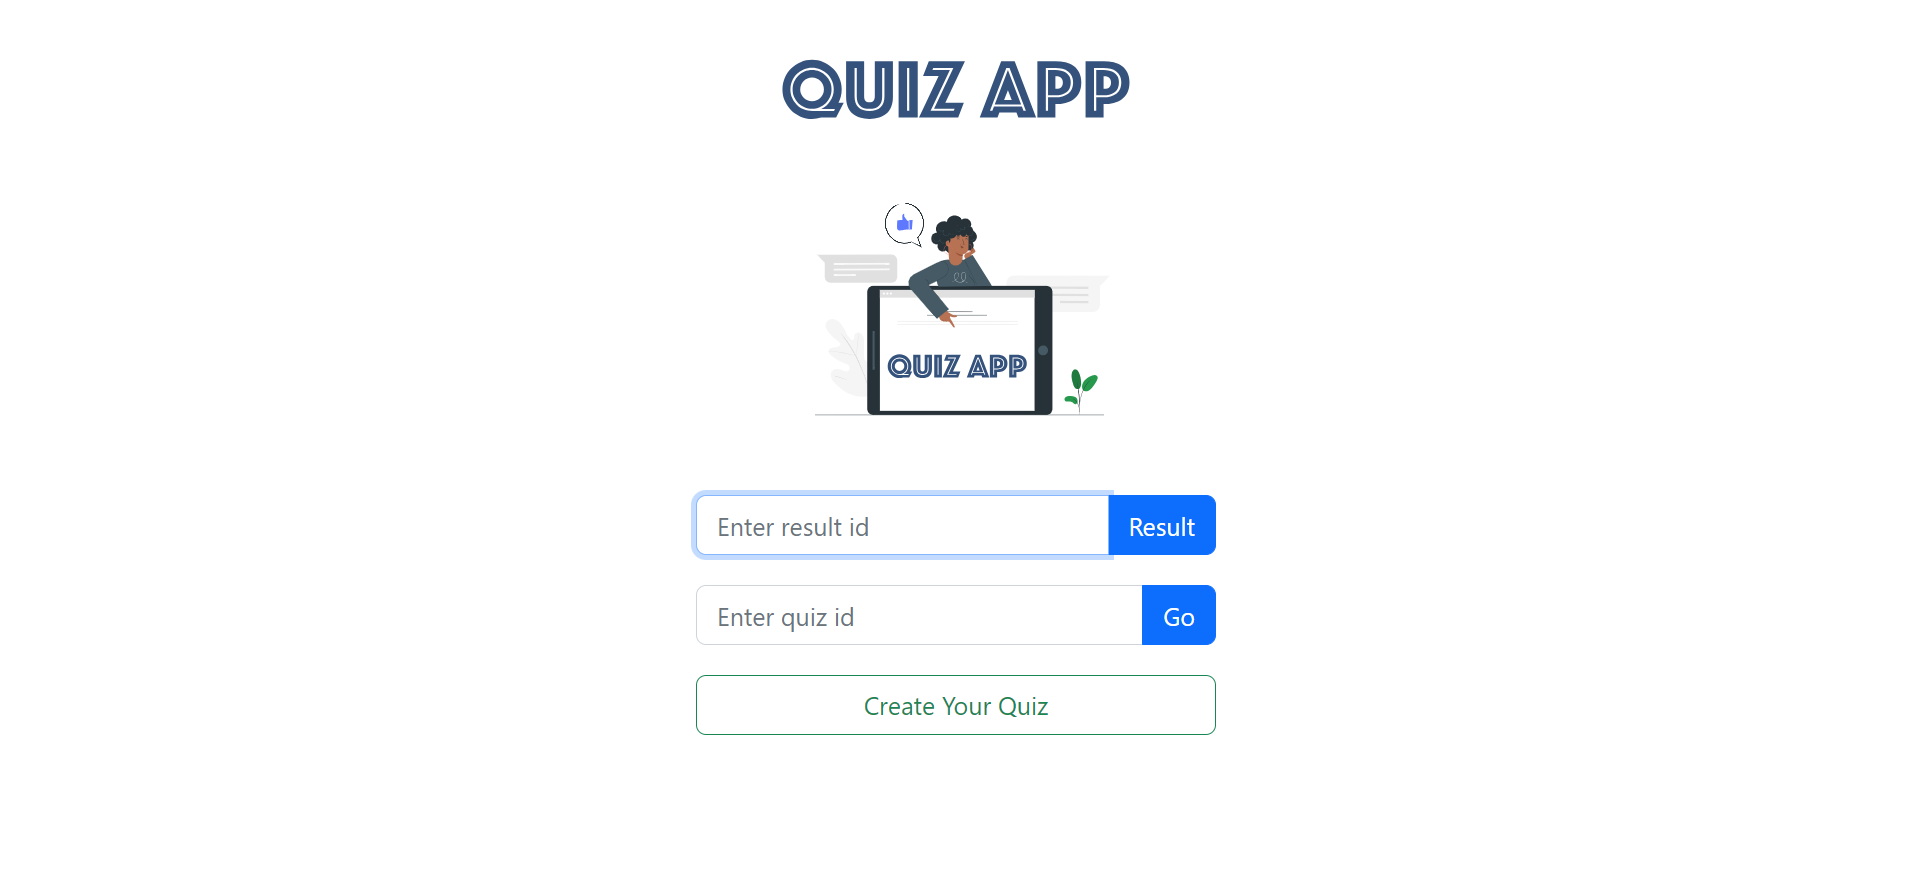 QUIZ APP
QUIZ APP
Enter result id
Result
Enter quiz id
Go
Create Your Quiz